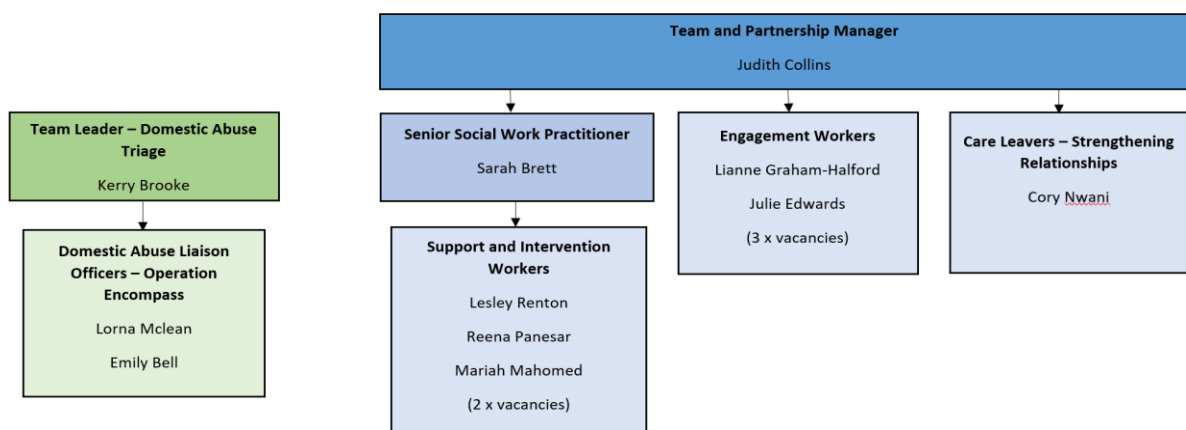 Team and Partnership Manager
Judith Collins
Team Leader – Domestic Abuse
Triage
Kerry Brooke
Domestic Abuse Liaison
Officers – Operation
Encompass
Lorna Mclean
Emily Bell
Senior Social Work Practitioner
Sarah Brett
Support and Intervention
Workers
Lesley Renton
Reena Panesar
Mariah Mahomed
(2 x vacancies)
Engagement Workers
Lianne Graham-Halford
Julie Edwards
(3 x vacancies)
Care Leavers – Strengthening
Relationships
Cory Nwani